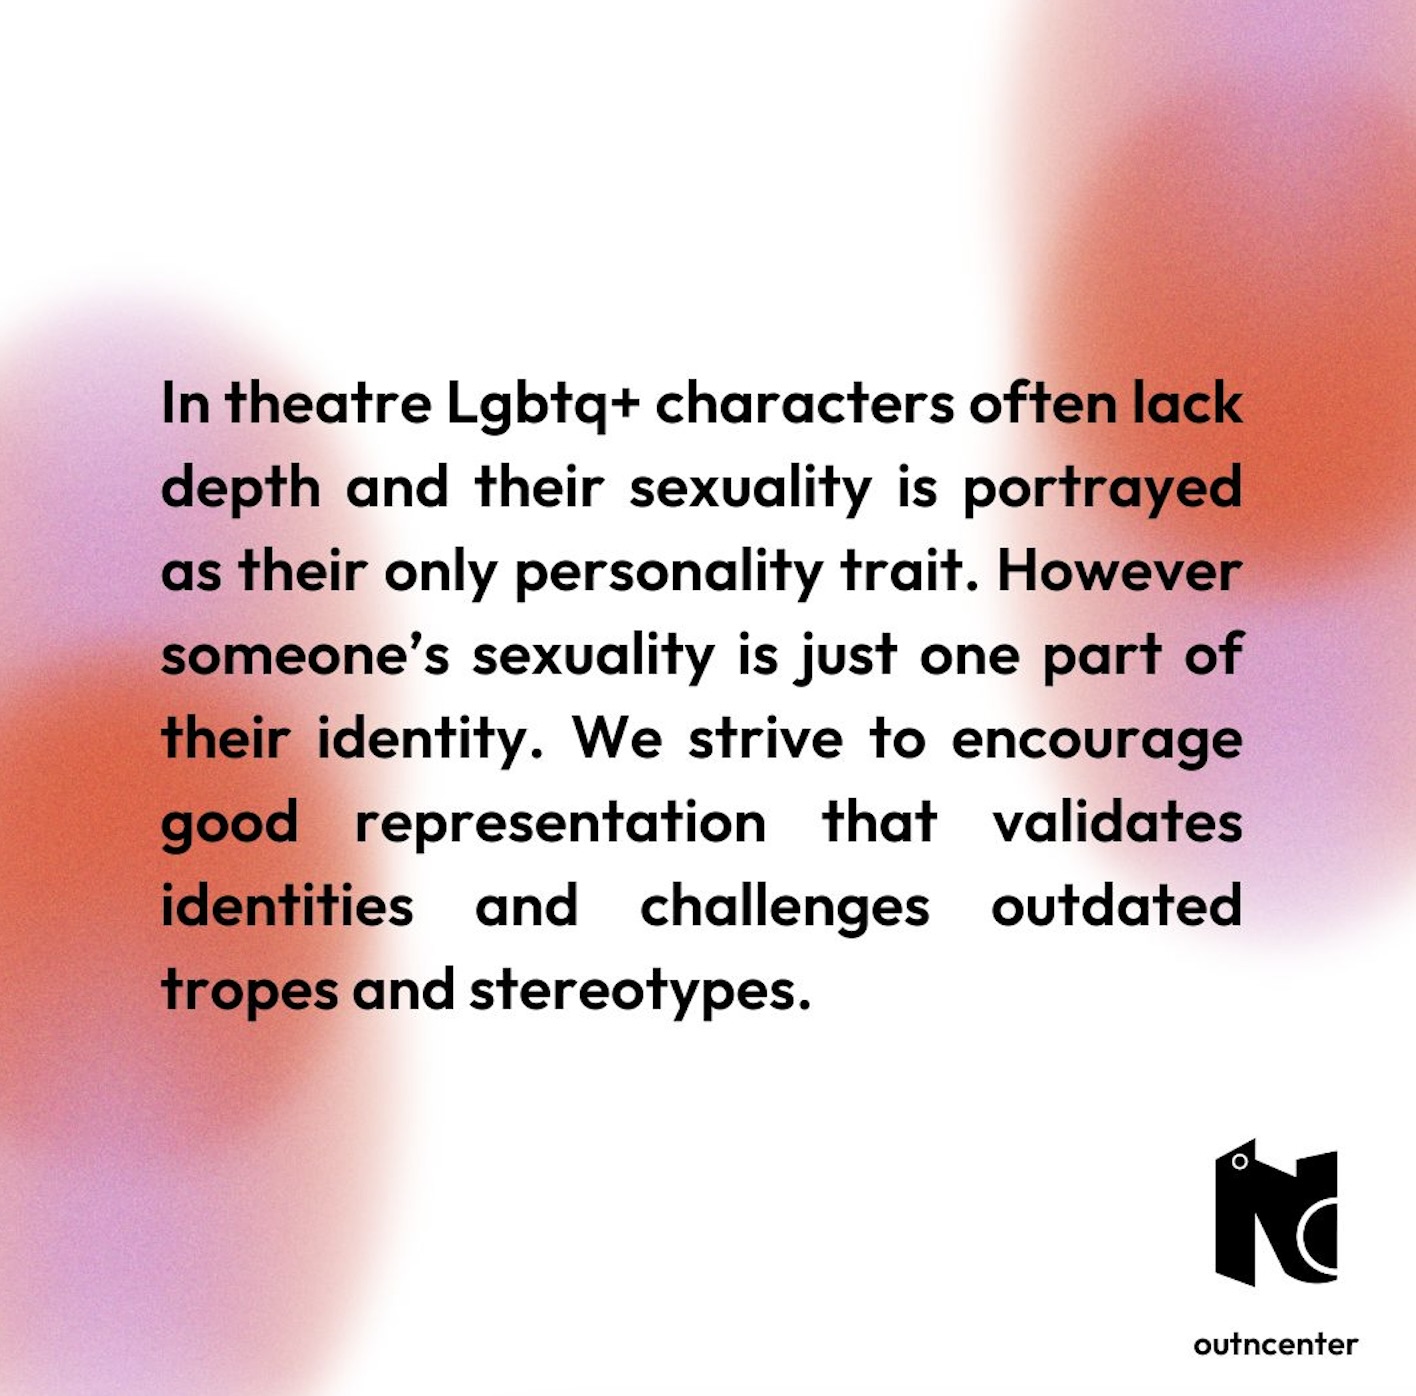 In theatre Lgbtq+ characters often lack
depth and their sexuality is portrayed
as their only personality trait. However
someone’s sexuality is just one part of
their identity. We strive to encourage
good representation that validates
identities and challenges outdated
tropes and stereotypes.
outncenter